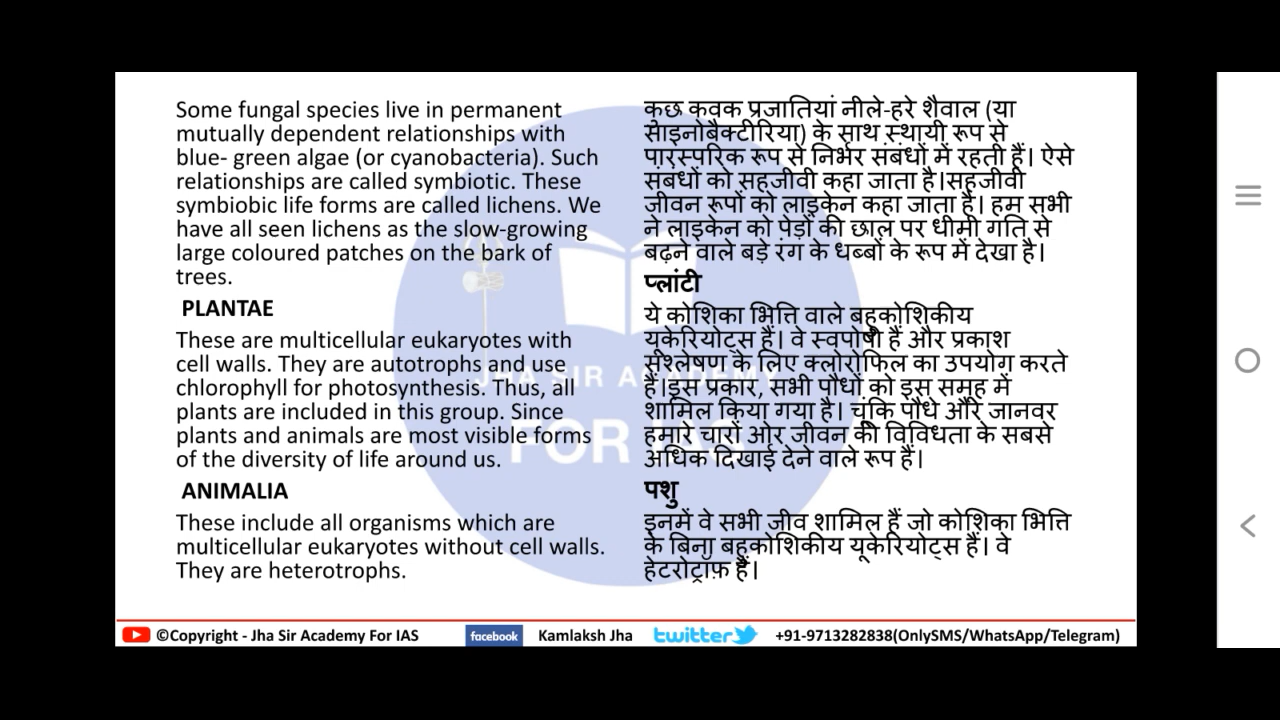 Some fungal species live in permanent
mutually dependent relationships with
blue- green algae (or cyanobacteria). Such
relationships are called symbiotic. These
symbiobic life forms are called lichens. We
have all seen lichens as the slow-growing
large coloured patches on the bark of
trees.
PLANTAE
These are multicellular eukaryotes with
cell walls. They are autotrophs and use
chlorophyll for photosynthesis. Thus, all
plants are included in this group. Since
plants and animals are most visible forms
of the diversity of life around us.
ANIMALIA
These include all organisms which are
multicellular eukaryotes without cell walls.
They are heterotrophs.
कुछ कवक प्रजातियां नीले-हरे शैवाल (या
साइनोबैक्टीरिया) के साथ स्थायी रूप से
पारस्परिक रूप से निर्भर संबंधों में रहती हैं। ऐसे
संबंधों को सहजीवी कहा जाता है।सहजीवी
जीवन रूपों को लाइकेन कहा जाता है। हम सभी
ने लाइकेन को पेड़ों की छाल पर धीमी गति से
बढ़ने वाले बड़े रंग के धब्बों के रूप में देखा है।
प्लांटी
ये कोशिका भित्ति वाले बहुकोशिकीय
यूकेरियोट्स हैं। वे स्वपोषी हैं और प्रकाश
संश्लेषण के लिए क्लोरोफिल का उपयोग करते
हैं।इस प्रकार, सभी पौधों को इस समूह में
शामिल किया गया है। चूंकि पौधे और जानवर
हमारे चारों ओर जीवन की विविधता के सबसे
अधिक दिखाई देने वाले रूप हैं।
पशु
इनमें वे सभी जीव शामिल हैं जो कोशिका भित्ति
के बिना बहुकोशिकीय यूकेरियोट्स हैं। वे
हेटरोट्रॉफ़ हैं।
JHA SIR ACADEMY
FOR IAS
©Copyright - Jha Sir Academy For IAS facebook Kamlaksh Jha twitter +91-9713282838(OnlySMS/WhatsApp/Telegram)